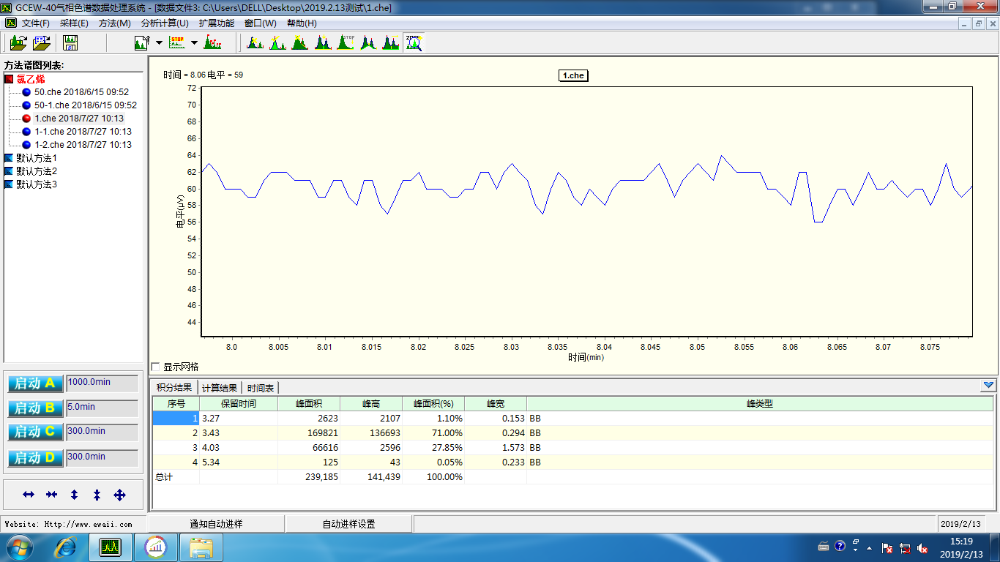 GCEW-40气相色谱数据处理系统 - [数据文件3: C:\Users\DELL\Desktop\2019.2.13测试\1.che]
文件(F) 采样(E) 方法(M) 分析计算(U) 扩展功能 窗口(W) 帮助(H)
STOP STOP ZOOM
方法谱图列表:
氯乙烯
50.che 2018/6/15 09:52
50-1.che 2018/6/15 09:52
1.che 2018/7/27 10:13
1-1.che 2018/7/27 10:13
1-2.che 2018/7/27 10:13
默认方法1
默认方法2
默认方法3
启动 A 1000.0min
启动 B 5.0min
启动 C 300.0min
启动 D 300.0min
时间 = 8.06 电平 = 59
1.che
72
70
68
66
64
62
60
58
56
54
52
50
48
46
44
电平(μV)
8.0 8.005 8.01 8.015 8.02 8.025 8.03 8.035 8.04 8.045 8.05 8.055 8.06 8.065 8.07 8.075
时间(min)
显示网格
积分结果 计算结果 时间表
序号 保留时间 峰面积 峰高 峰面积(%) 峰宽 峰类型
1 3.27 2623 2107 1.10% 0.153 BB
2 3.43 169821 136693 71.00% 0.294 BB
3 4.03 66616 2596 27.85% 1.573 BB
4 5.34 125 43 0.05% 0.233 BB
总计 239,185 141,439 100.00%
Website: Http://www.ewaii.com 通知自动进样 自动进样设置 2019/2/13
15:19
2019/2/13